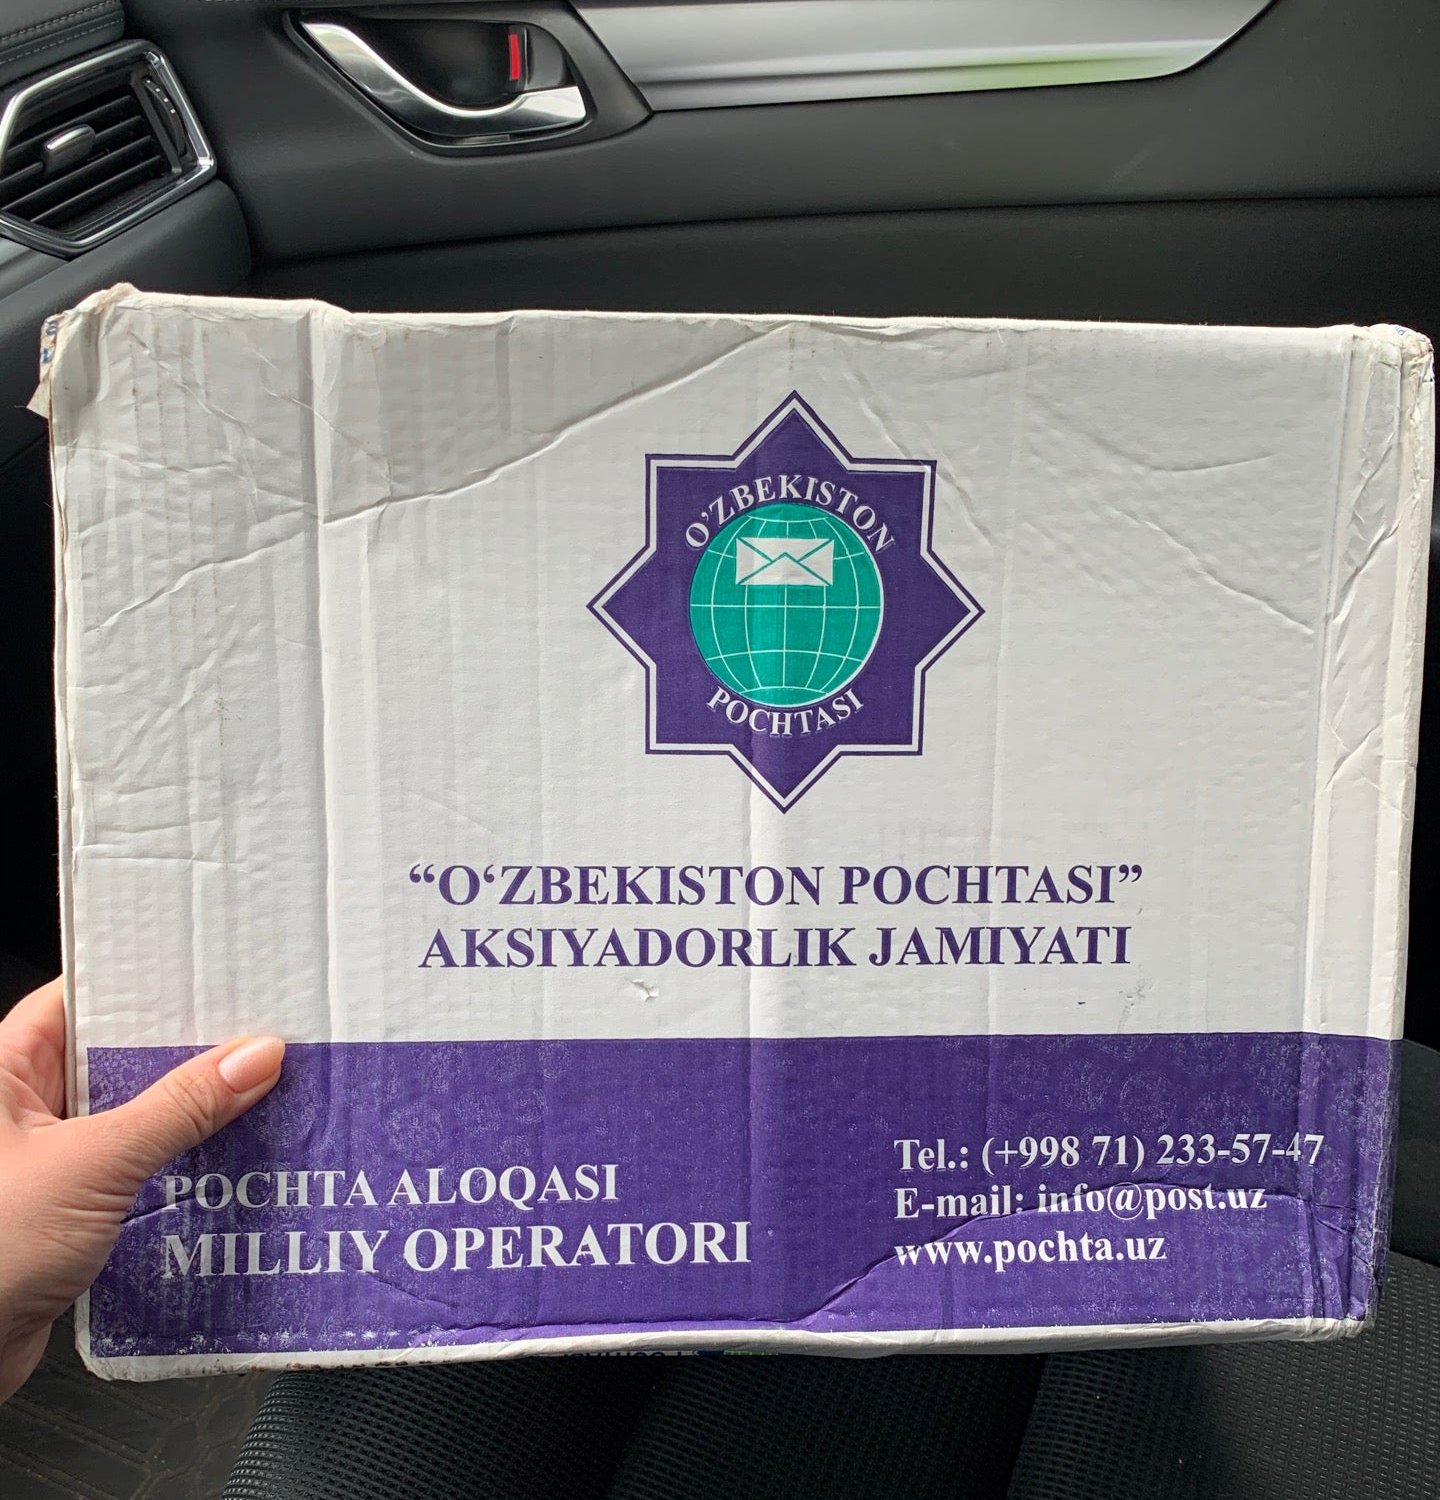 O'ZBEKISTON
POCHTASI
“O‘ZBEKISTON POCHTASI”
AKSIYADORLIK JAMIYATI
POCHTA ALOQASI
MILLIY OPERATORI
Tel.: (+998 71) 233-57-47
E-mail: info@post.uz
www.pochta.uz